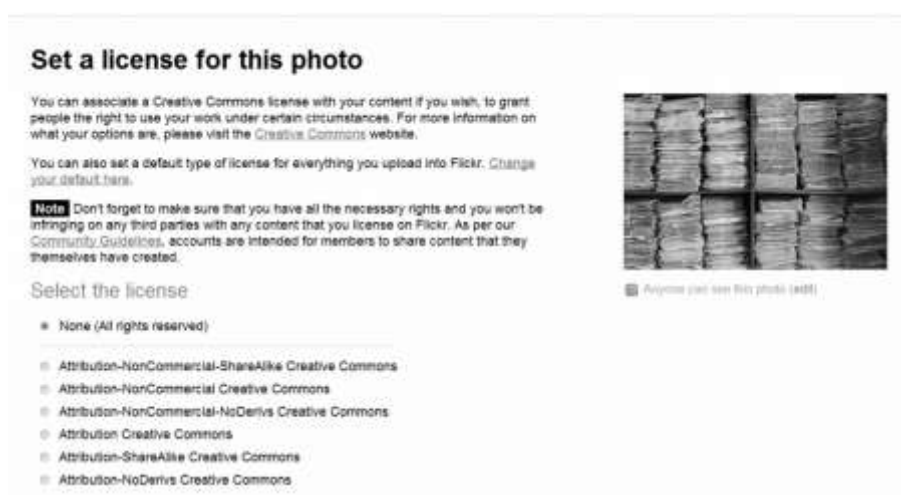 Set a license for this photo
You can associate a Creative Commons license with your content if you wish, to grant
people the right to use your work under certain circumstances. For more information on
what your options are, please visit the Creative Commons website.
You can also set a default type of license for everything you upload into Flickr. Change
your default here.
Note Don't forget to make sure that you have all the necessary rights and you won't be
infringing on any third parties with any content that you license on Flickr. As per our
Community Guidelines, accounts are intended for members to share content that they
themselves have created.
Anyone can see this photo (edit)
Select the license
None (All rights reserved)
Attribution-NonCommercial-ShareAlike Creative Commons
Attribution-NonCommercial Creative Commons
Attribution-NonCommercial-NoDerivs Creative Commons
Attribution Creative Commons
Attribution-ShareAlike Creative Commons
Attribution-NoDerivs Creative Commons